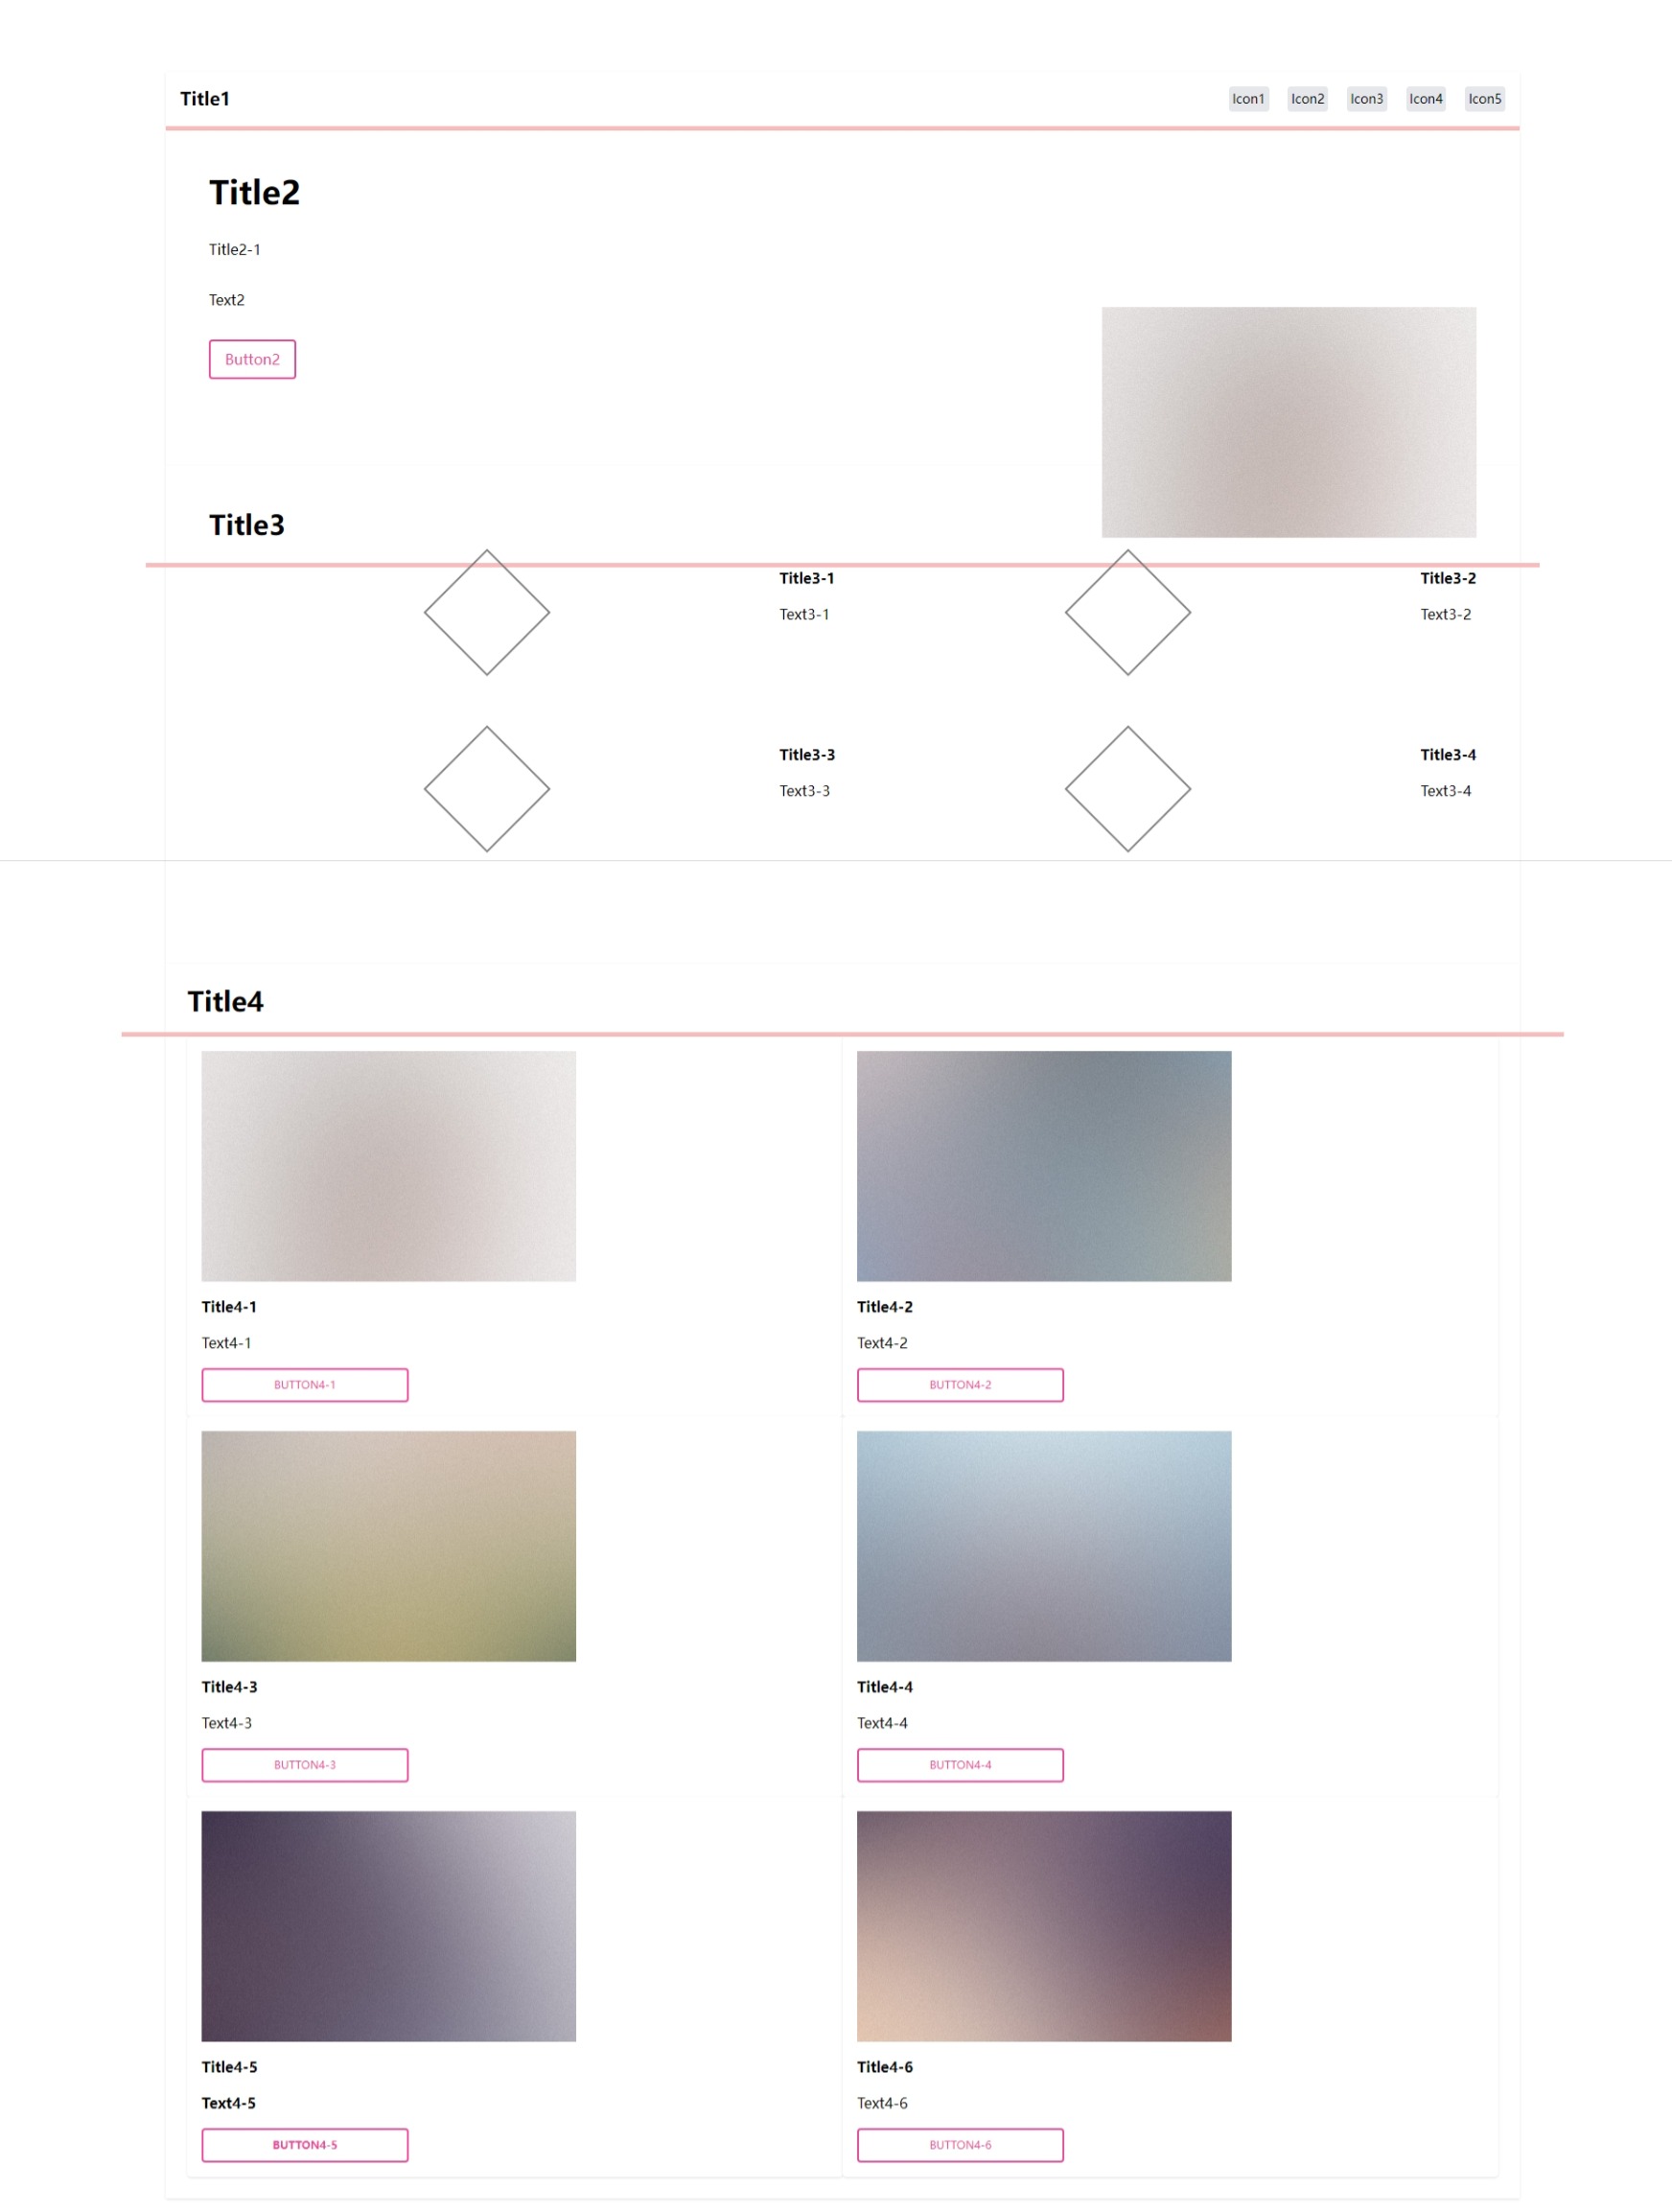 Title1
Icon1 Icon2 Icon3 Icon4 Icon5
Title2
Title2-1
Text2
Button2
Title3
Title3-1
Text3-1
Title3-2
Text3-2
Title3-3
Text3-3
Title3-4
Text3-4
Title4
Title4-1
Text4-1
BUTTON4-1
Title4-2
Text4-2
BUTTON4-2
Title4-3
Text4-3
BUTTON4-3
Title4-4
Text4-4
BUTTON4-4
Title4-5
Text4-5
BUTTON4-5
Title4-6
Text4-6
BUTTON4-6